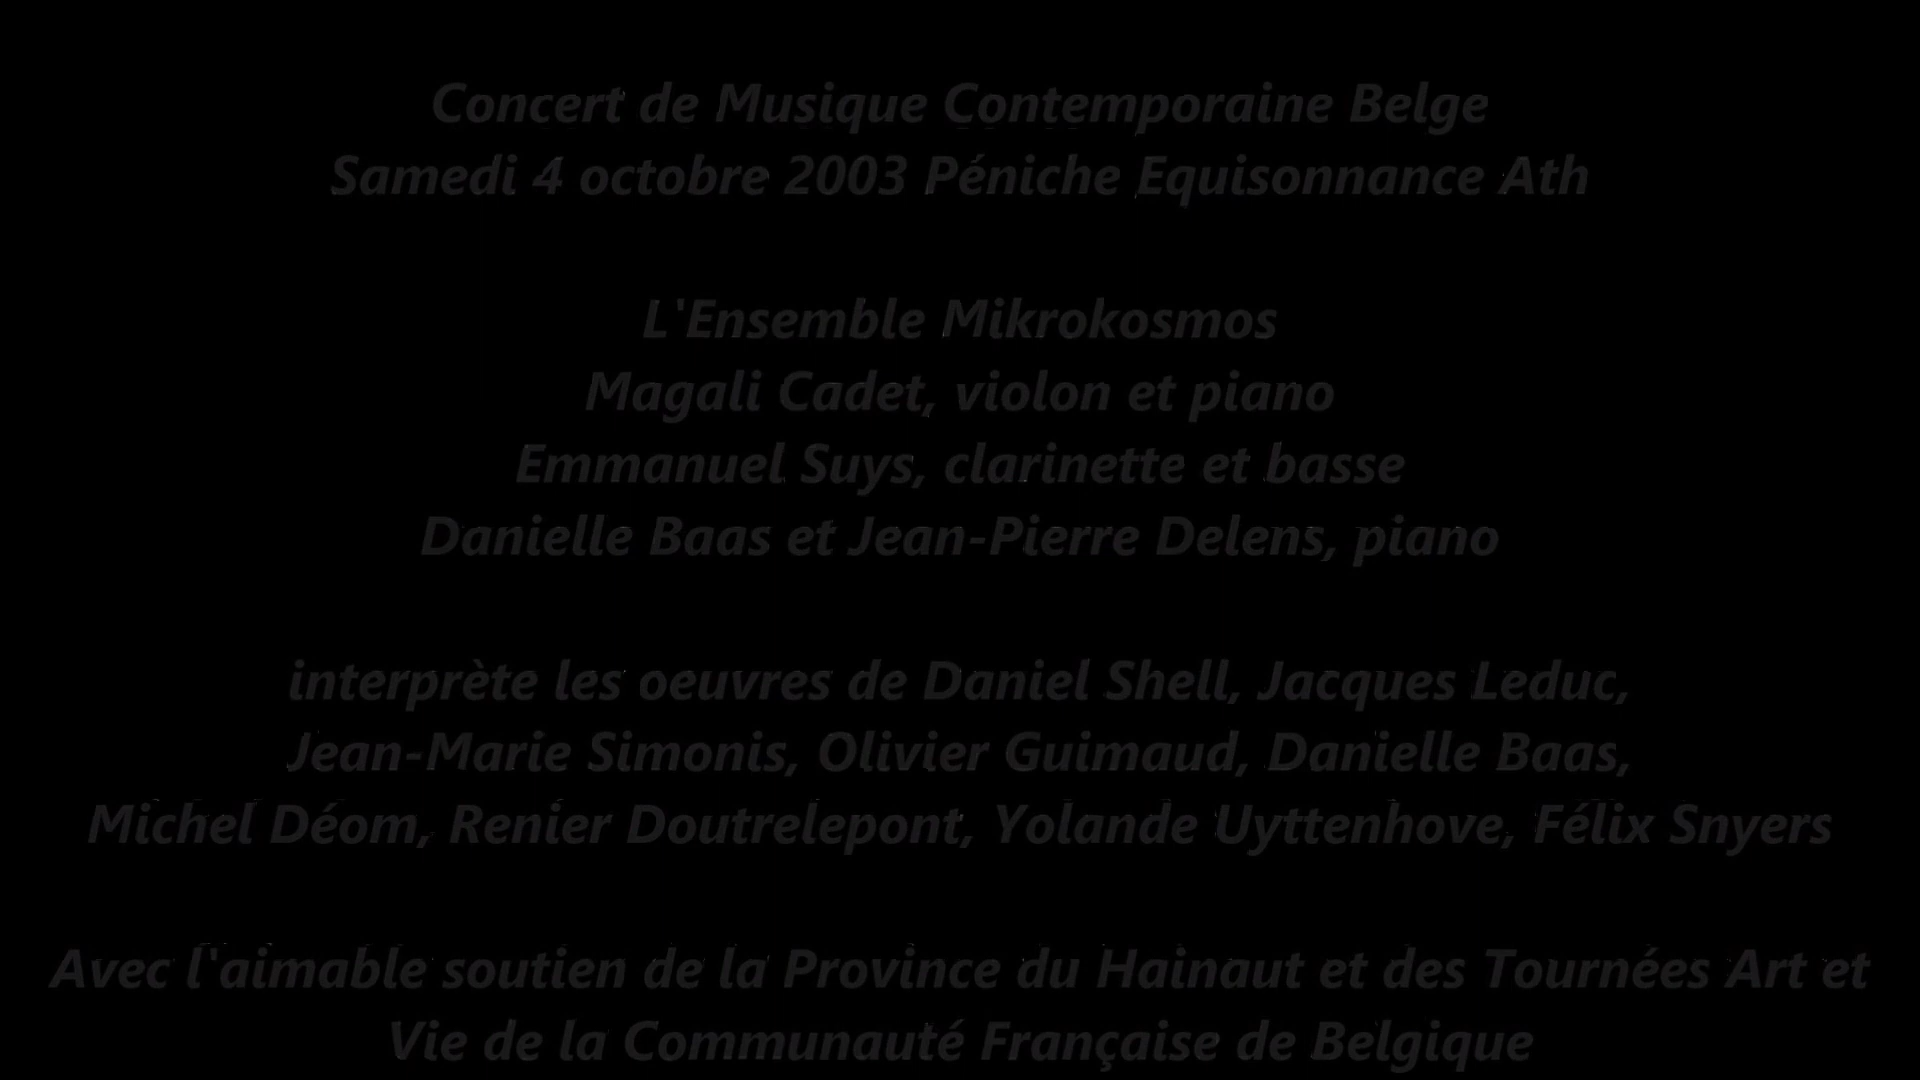 Concert de Musique Contemporaine Belge
Samedi 4 octobre 2003 Péniche Equisonnance Ath
L'Ensemble Mikrokosmos
Magali Cadet, violon et piano
Emmanuel Suys, clarinette et basse
Danielle Baas et Jean-Pierre Delens, piano
interprète les oeuvres de Daniel Shell, Jacques Leduc,
Jean-Marie Simonis, Olivier Guimaud, Danielle Baas,
Michel Déom, Renier Doutrelepont, Yolande Uyttenhove, Félix Snyers
Avec l'aimable soutien de la Province du Hainaut et des Tournées Art et
Vie de la Communauté Française de Belgique